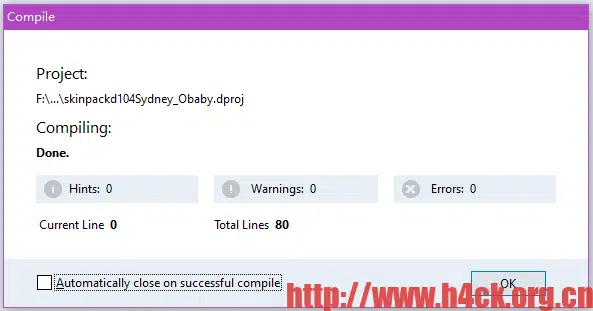 Compile
Project:
F:\...\skinpackd104Sydney_Obaby.dproj
Compiling:
Done.
Hints: 0 Warnings: 0 Errors: 0
Current Line 0 Total Lines 80
Automatically close on successful compile OK
http://www.h4ck.org.cn